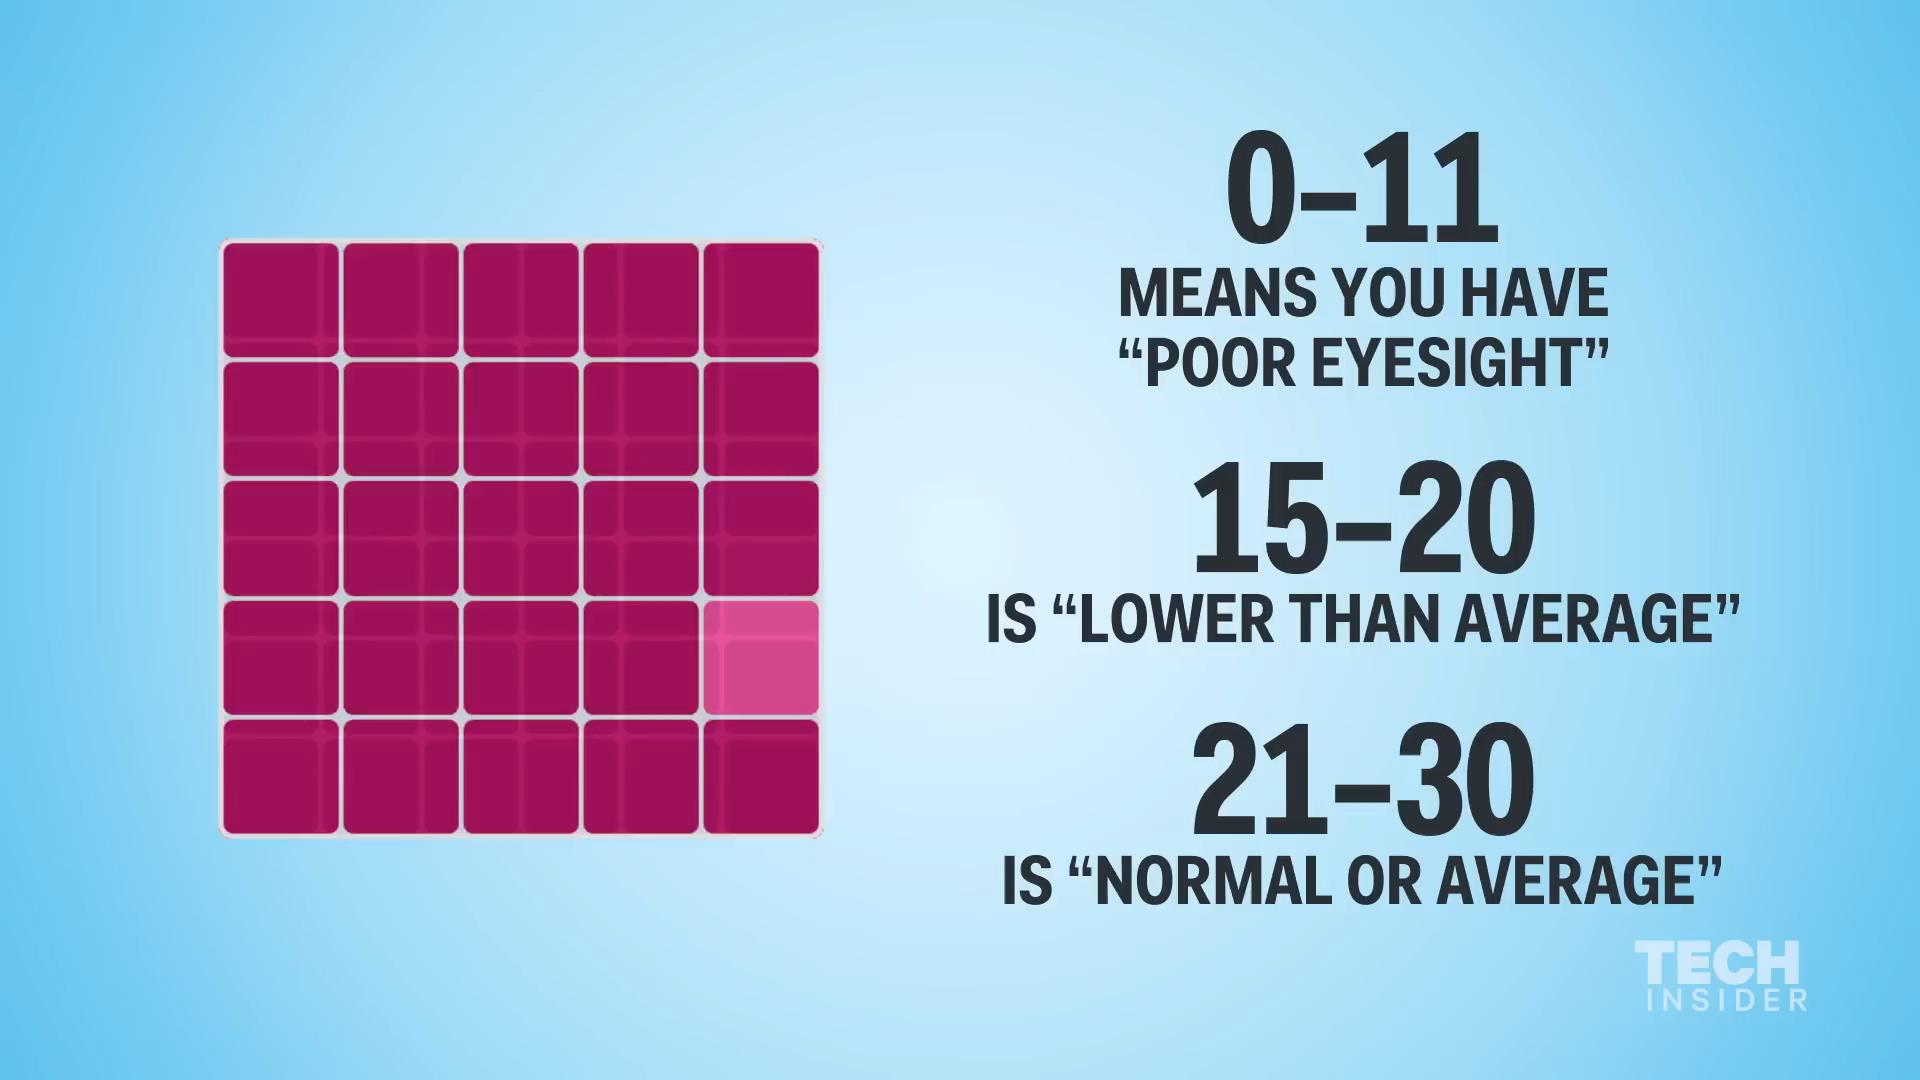 0–11
MEANS YOU HAVE
“POOR EYESIGHT”
15–20
IS “LOWER THAN AVERAGE”
21–30
IS “NORMAL OR AVERAGE”
TECH
INSIDER